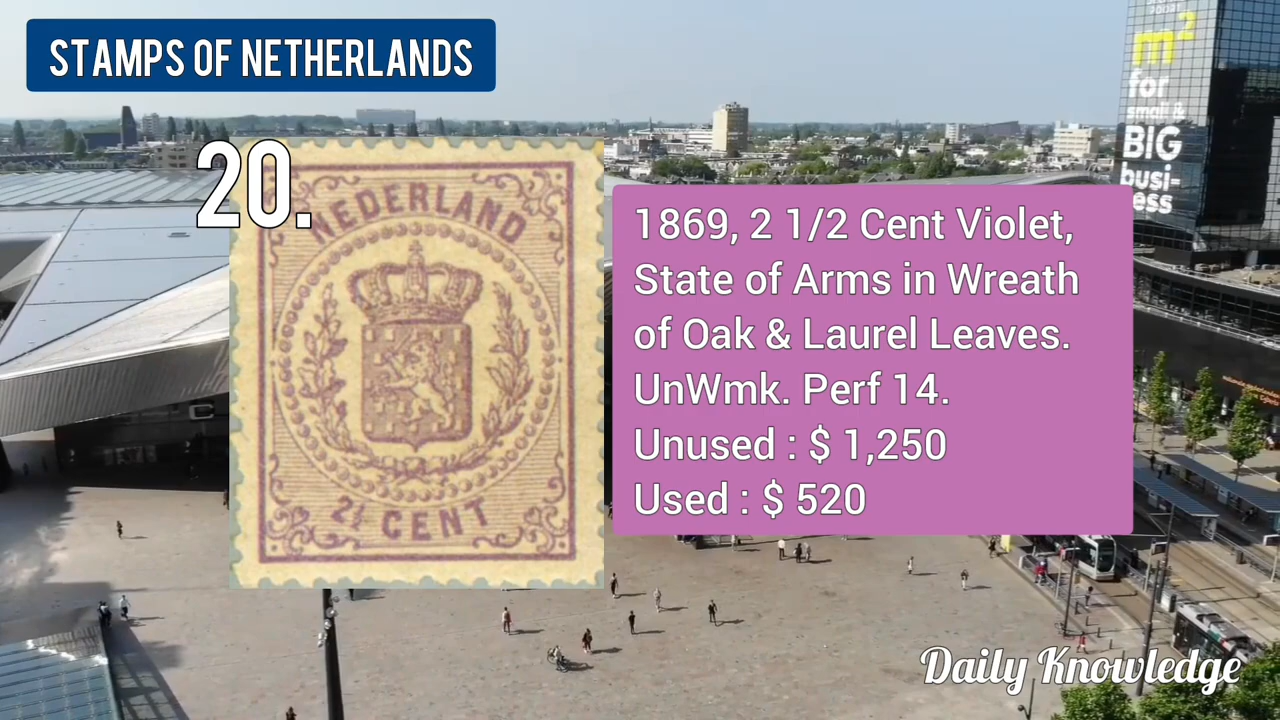 STAMPS OF NETHERLANDS
20.
NEDERLAND
2½ CENT
1869, 2 1/2 Cent Violet,
State of Arms in Wreath
of Oak & Laurel Leaves.
UnWmk. Perf 14.
Unused : $ 1,250
Used : $ 520
m²
for
small &
BIG
busi-
ess
Daily Knowledge